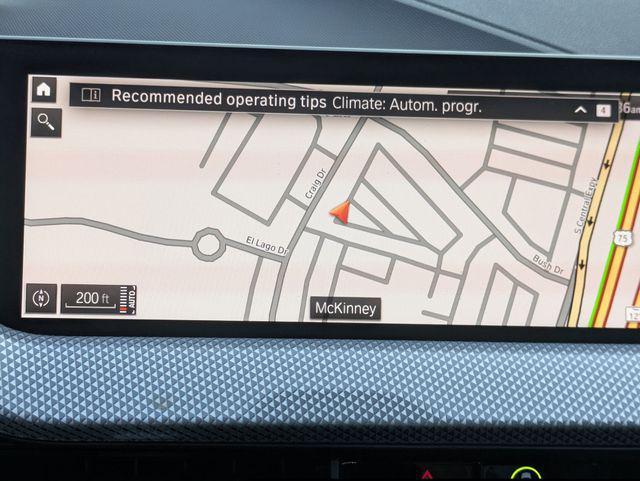 Recommended operating tips Climate: Autom. progr.
4
Craig Dr
S Central Expy
75
El Lago Dr
Bush Dr
N
200 ft
AUTO
McKinney